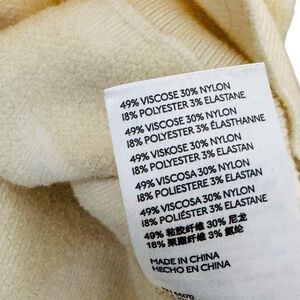 49% VISCOSE 30% NYLON
18% POLYESTER 3% ELASTANE
49% VISCOSE 30% NYLON
18% POLYESTER 3% ÉLASTHANNE
49% VISKOSE 30% NYLON
18% POLYESTER 3% ELASTAN
49% VISCOSA 30% NYLON
18% POLIESTERE 3% ELASTAN
49% VISCOSA 30% NYLON
18% POLIÉSTER 3% ELASTANE
49% 粘胶纤维 30% 尼龙
18% 聚酯纤维 3% 氨纶
MADE IN CHINA
HECHO EN CHINA